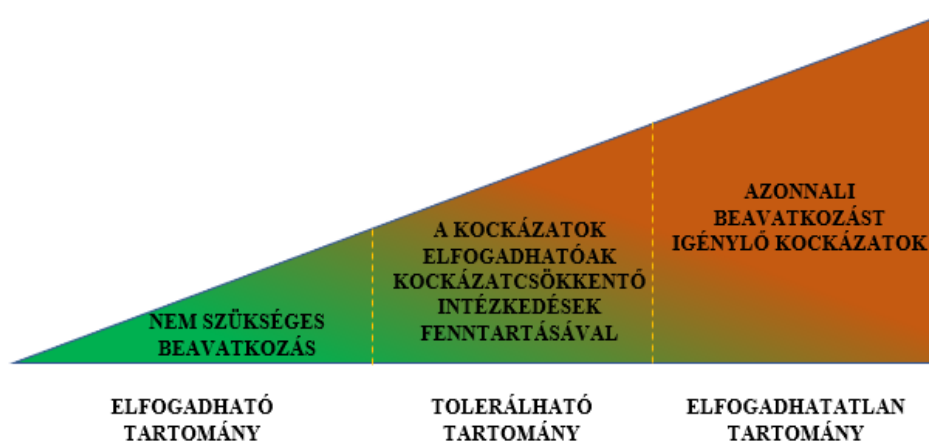 NEM SZÜKSÉGES
BEAVATKOZÁS
A KOCKÁZATOK
ELFOGADHATÓAK
KOCKÁZATCSÖKKENTŐ
INTÉZKEDÉSEK
FENNTARTÁSÁVAL
AZONNALI
BEAVATKOZÁST
IGÉNYLŐ KOCKÁZATOK
ELFOGADHATÓ
TARTOMÁNY
TOLERÁLHATÓ
TARTOMÁNY
ELFOGADHATATLAN
TARTOMÁNY